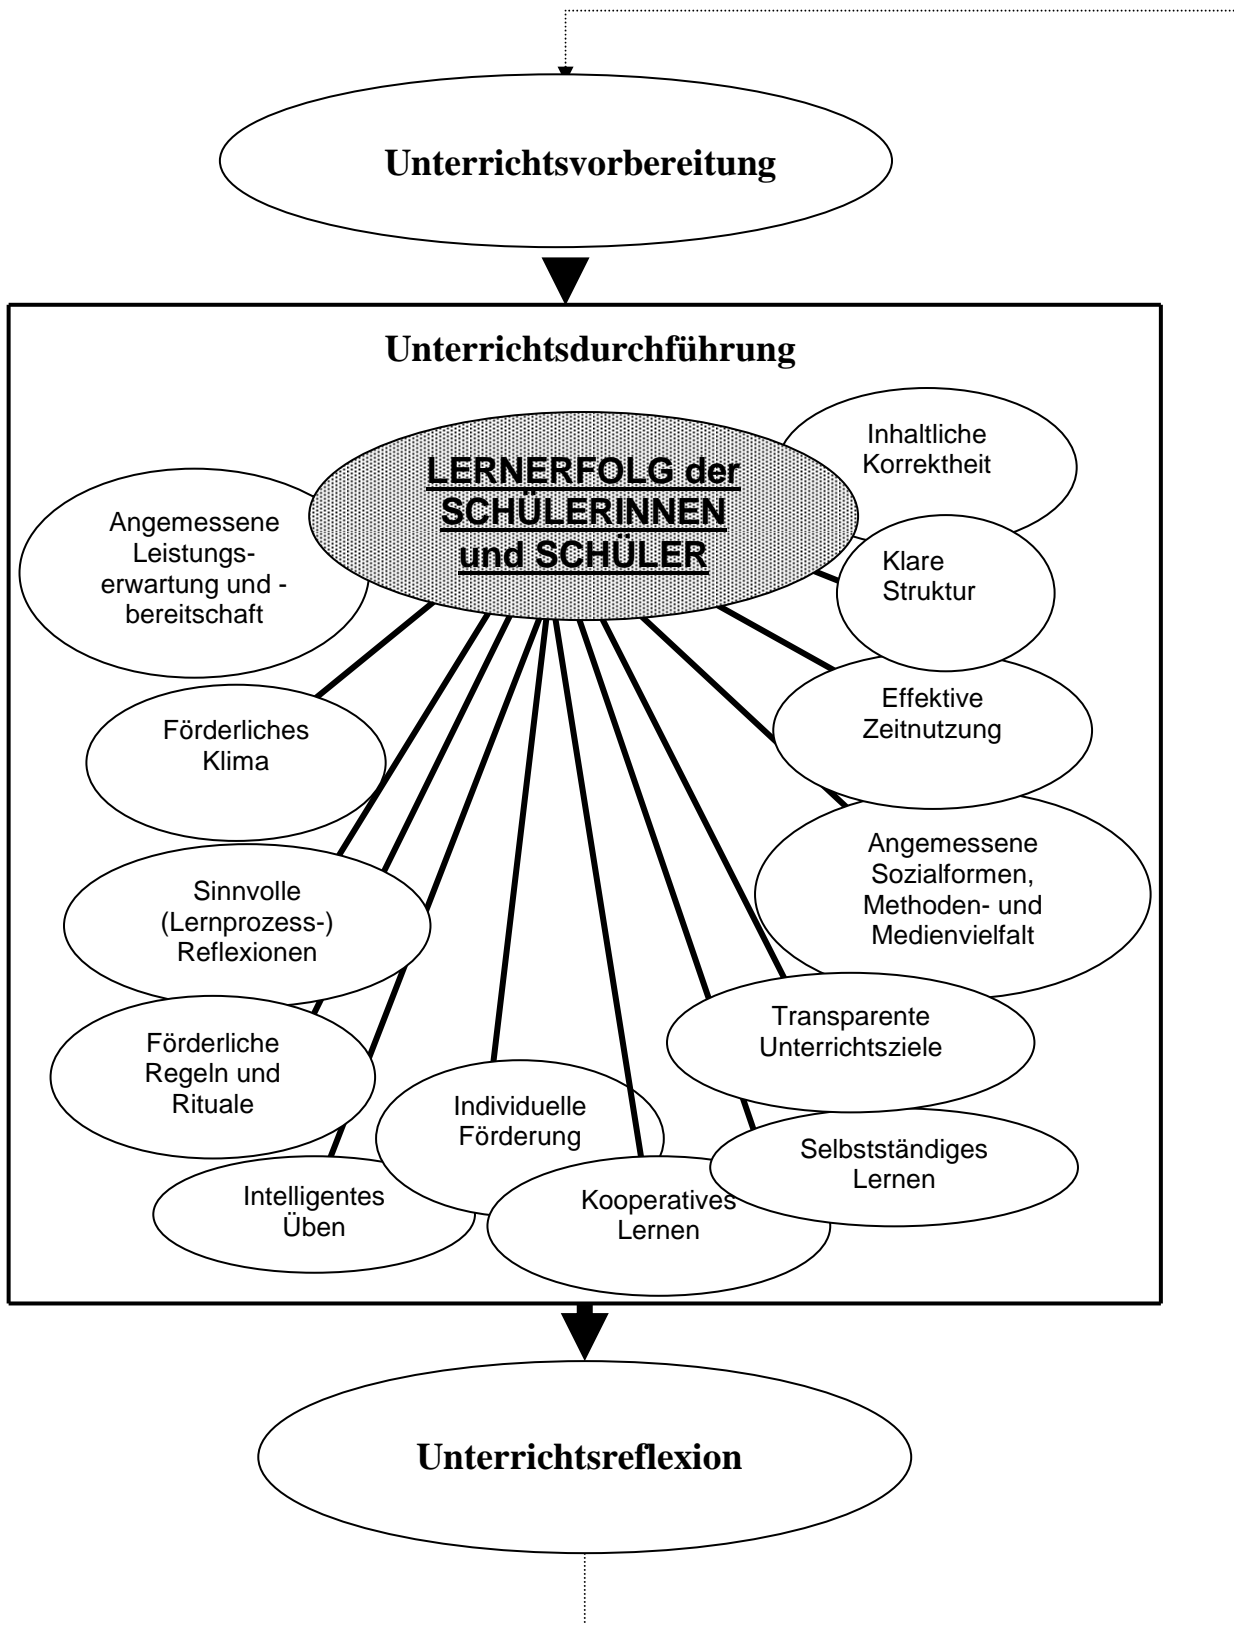 Unterrichtsvorbereitung
Unterrichtsdurchführung
LERNERFOLG der
SCHÜLERINNEN
und SCHÜLER
Inhaltliche
Korrektheit
Angemessene
Leistungs-
erwartung und -
bereitschaft
Klare
Struktur
Förderliches
Klima
Effektive
Zeitnutzung
Angemessene
Sozialformen,
Methoden- und
Medienvielfalt
Sinnvolle
(Lernprozess-)
Reflexionen
Transparente
Unterrichtsziele
Förderliche
Regeln und
Rituale
Individuelle
Förderung
Selbstständiges
Lernen
Intelligentes
Üben
Kooperatives
Lernen
Unterrichtsreflexion